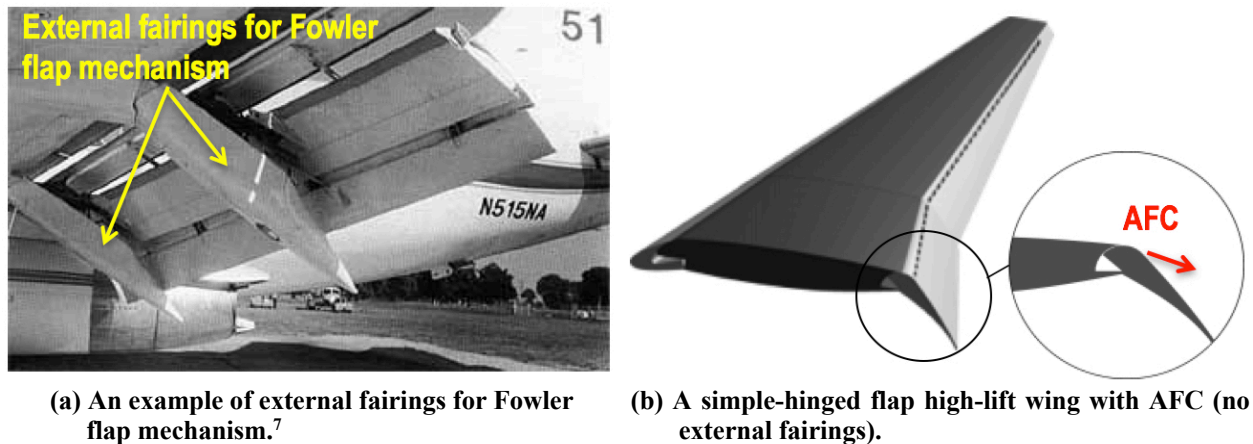 External fairings for Fowler
flap mechanism
51
N515NA
AFC
(a) An example of external fairings for Fowler
flap mechanism.⁷
(b) A simple-hinged flap high-lift wing with AFC (no
external fairings).